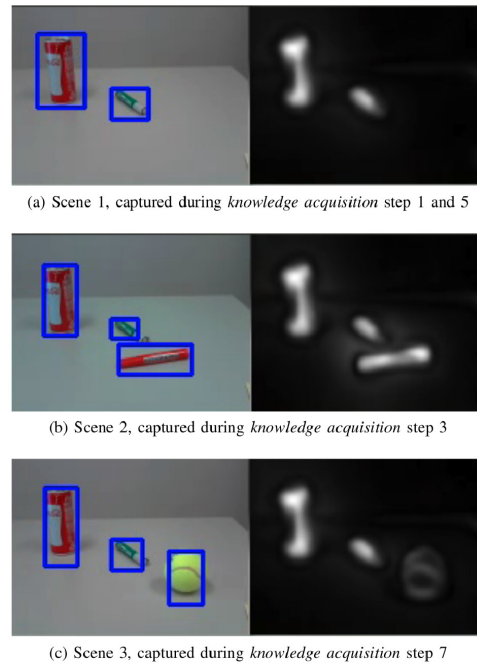 (a) Scene 1, captured during knowledge acquisition step 1 and 5
(b) Scene 2, captured during knowledge acquisition step 3
(c) Scene 3, captured during knowledge acquisition step 7